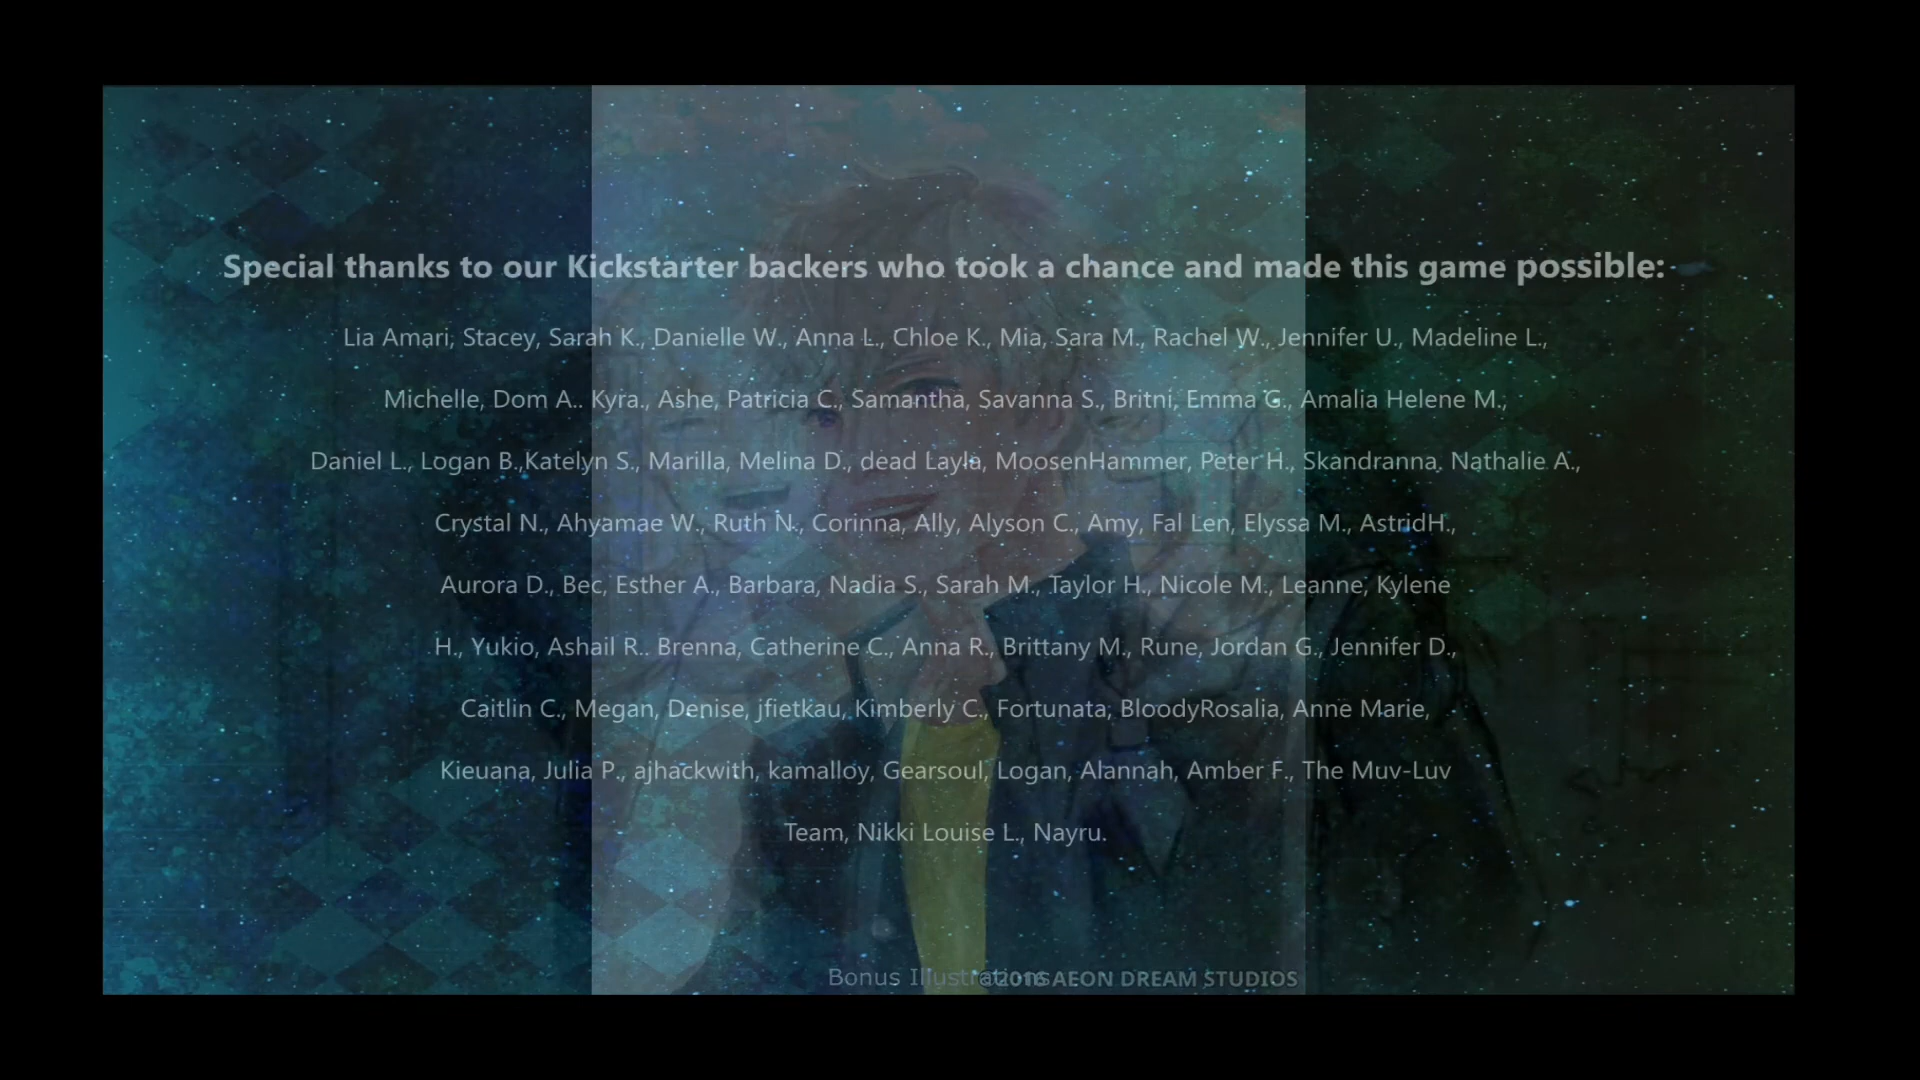 Special thanks to our Kickstarter backers who took a chance and made this game possible:
Lia Amari, Stacey, Sarah K., Danielle W., Anna L., Chloe K., Mia, Sara M., Rachel W., Jennifer U., Madeline L.,
Michelle, Dom A.. Kyra., Ashe, Patricia C., Samantha, Savanna S., Britni, Emma G., Amalia Helene M.,
Daniel L., Logan B.,Katelyn S., Marilla, Melina D., dead Layla, MoosenHammer, Peter H., Skandranna, Nathalie A.,
Crystal N., Ahyamae W., Ruth N., Corinna, Ally, Alyson C., Amy, Fal Len, Elyssa M., AstridH.,
Aurora D., Bec, Esther A., Barbara, Nadia S., Sarah M., Taylor H., Nicole M., Leanne, Kylene
H., Yukio, Ashail R.. Brenna, Catherine C., Anna R., Brittany M., Rune, Jordan G., Jennifer D.,
Caitlin C., Megan, Denise, jfietkau, Kimberly C., Fortunata, BloodyRosalia, Anne Marie,
Kieuana, Julia P., ajhackwith, kamalloy, Gearsoul, Logan, Alannah, Amber F., The Muv-Luv
Team, Nikki Louise L., Nayru.
Bonus Illustrations ©2016 AEON DREAM STUDIOS